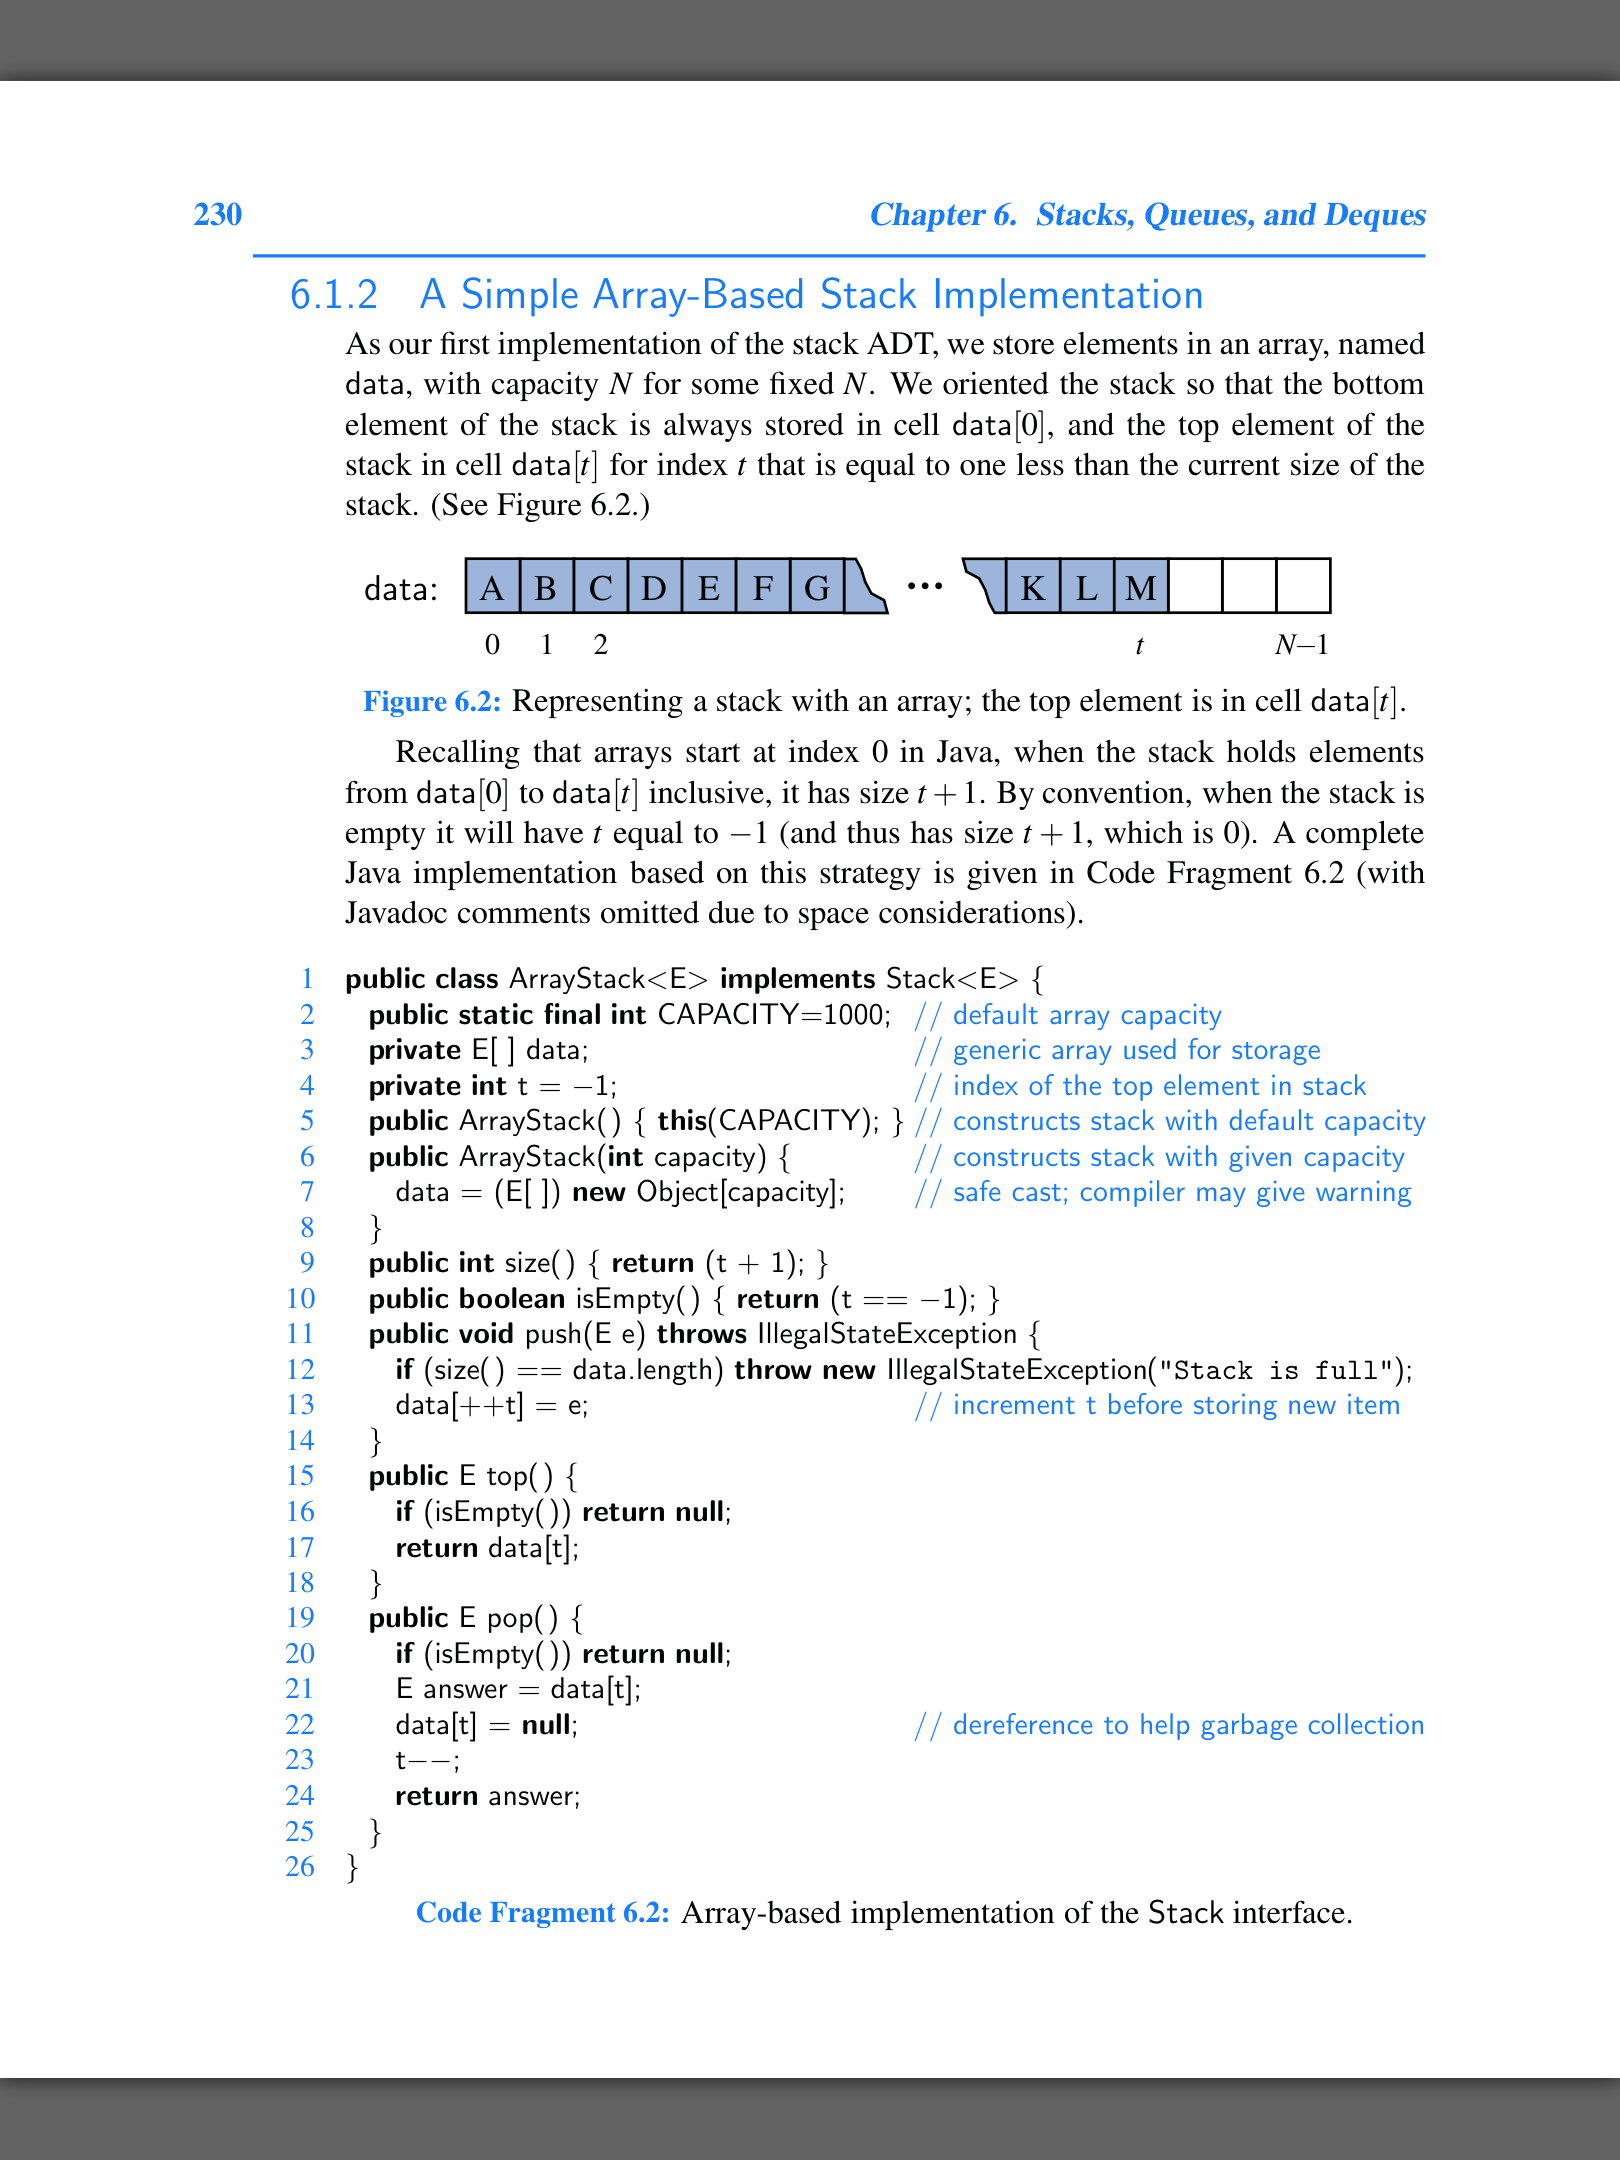 230
Chapter 6. Stacks, Queues, and Deques
6.1.2 A Simple Array-Based Stack Implementation
As our first implementation of the stack ADT, we store elements in an array, named
data, with capacity N for some fixed N. We oriented the stack so that the bottom
element of the stack is always stored in cell data[0], and the top element of the
stack in cell data[t] for index t that is equal to one less than the current size of the
stack. (See Figure 6.2.)
data: A B C D E F G ··· K L M
0 1 2 t N−1
Figure 6.2: Representing a stack with an array; the top element is in cell data[t].
Recalling that arrays start at index 0 in Java, when the stack holds elements
from data[0] to data[t] inclusive, it has size t + 1. By convention, when the stack is
empty it will have t equal to −1 (and thus has size t + 1, which is 0). A complete
Java implementation based on this strategy is given in Code Fragment 6.2 (with
Javadoc comments omitted due to space considerations).
1 public class ArrayStack<E> implements Stack<E> {
2 public static final int CAPACITY=1000; // default array capacity
3 private E[ ] data; // generic array used for storage
4 private int t = −1; // index of the top element in stack
5 public ArrayStack() { this(CAPACITY); } // constructs stack with default capacity
6 public ArrayStack(int capacity) { // constructs stack with given capacity
7 data = (E[ ]) new Object[capacity]; // safe cast; compiler may give warning
8 }
9 public int size() { return (t + 1); }
10 public boolean isEmpty() { return (t == −1); }
11 public void push(E e) throws IllegalStateException {
12 if (size() == data.length) throw new IllegalStateException("Stack is full");
13 data[++t] = e; // increment t before storing new item
14 }
15 public E top() {
16 if (isEmpty()) return null;
17 return data[t];
18 }
19 public E pop() {
20 if (isEmpty()) return null;
21 E answer = data[t];
22 data[t] = null; // dereference to help garbage collection
23 t−−;
24 return answer;
25 }
26 }
Code Fragment 6.2: Array-based implementation of the Stack interface.